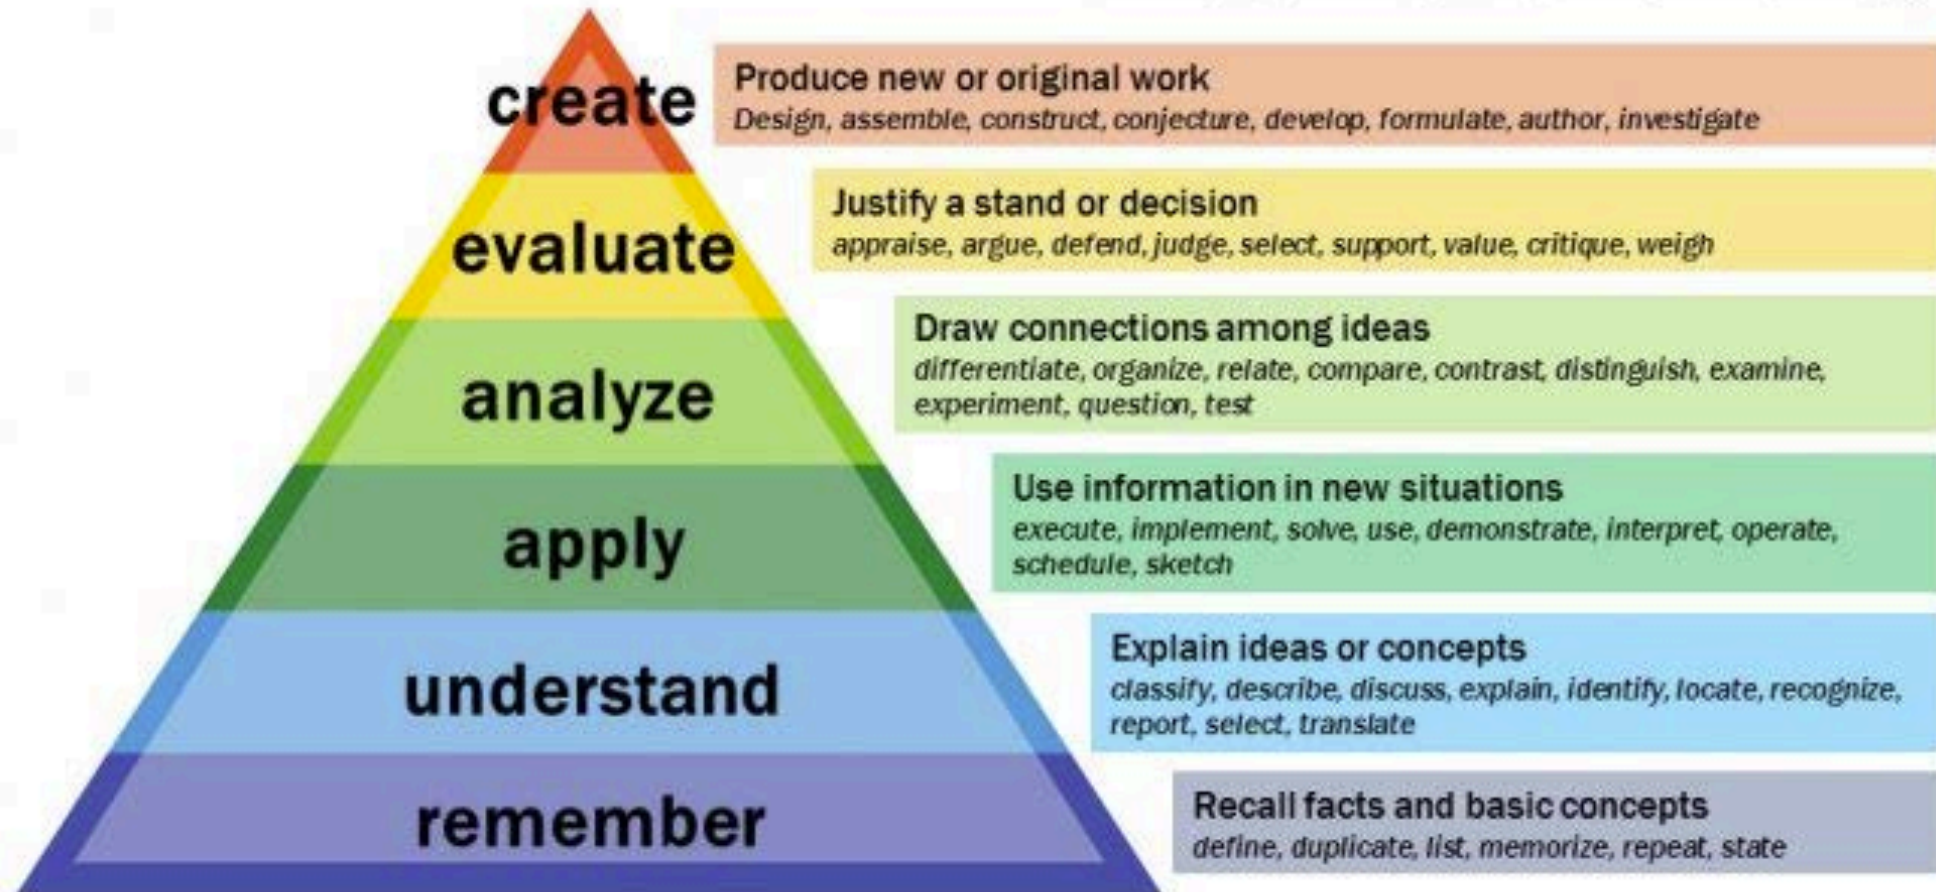 create
Produce new or original work
Design, assemble, construct, conjecture, develop, formulate, author, investigate
evaluate
Justify a stand or decision
appraise, argue, defend, judge, select, support, value, critique, weigh
analyze
Draw connections among ideas
differentiate, organize, relate, compare, contrast, distinguish, examine,
experiment, question, test
apply
Use information in new situations
execute, implement, solve, use, demonstrate, interpret, operate,
schedule, sketch
understand
Explain ideas or concepts
classify, describe, discuss, explain, identify, locate, recognize,
report, select, translate
remember
Recall facts and basic concepts
define, duplicate, list, memorize, repeat, state